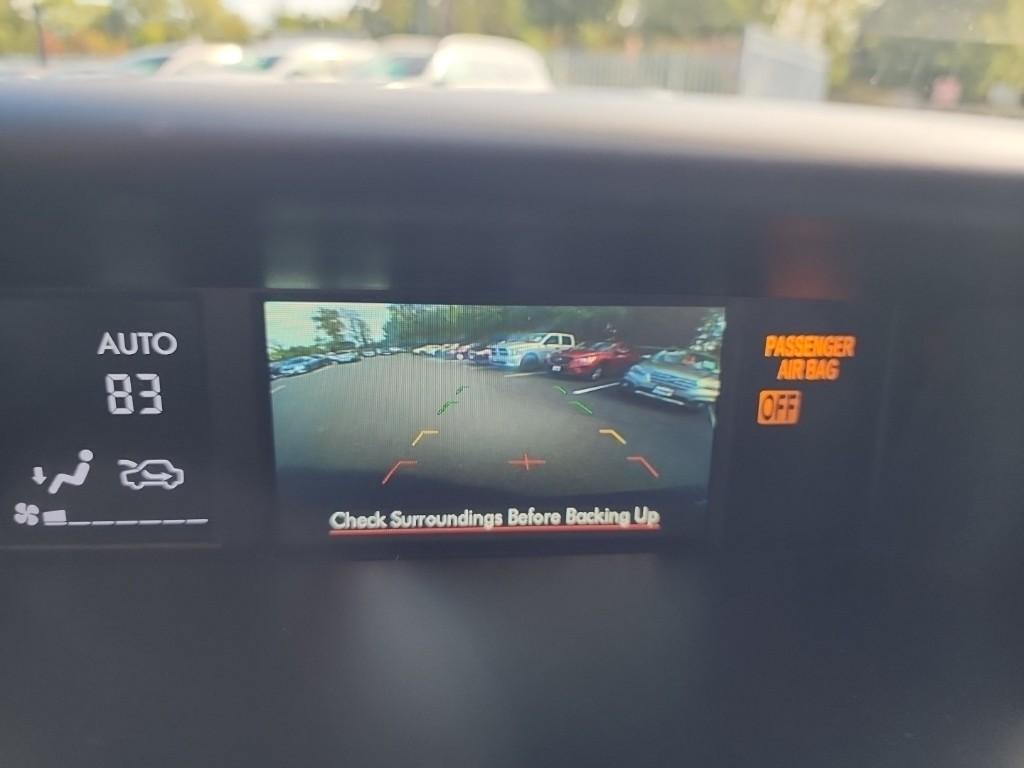 AUTO
83
Check Surroundings Before Backing Up
PASSENGER
AIR BAG
OFF